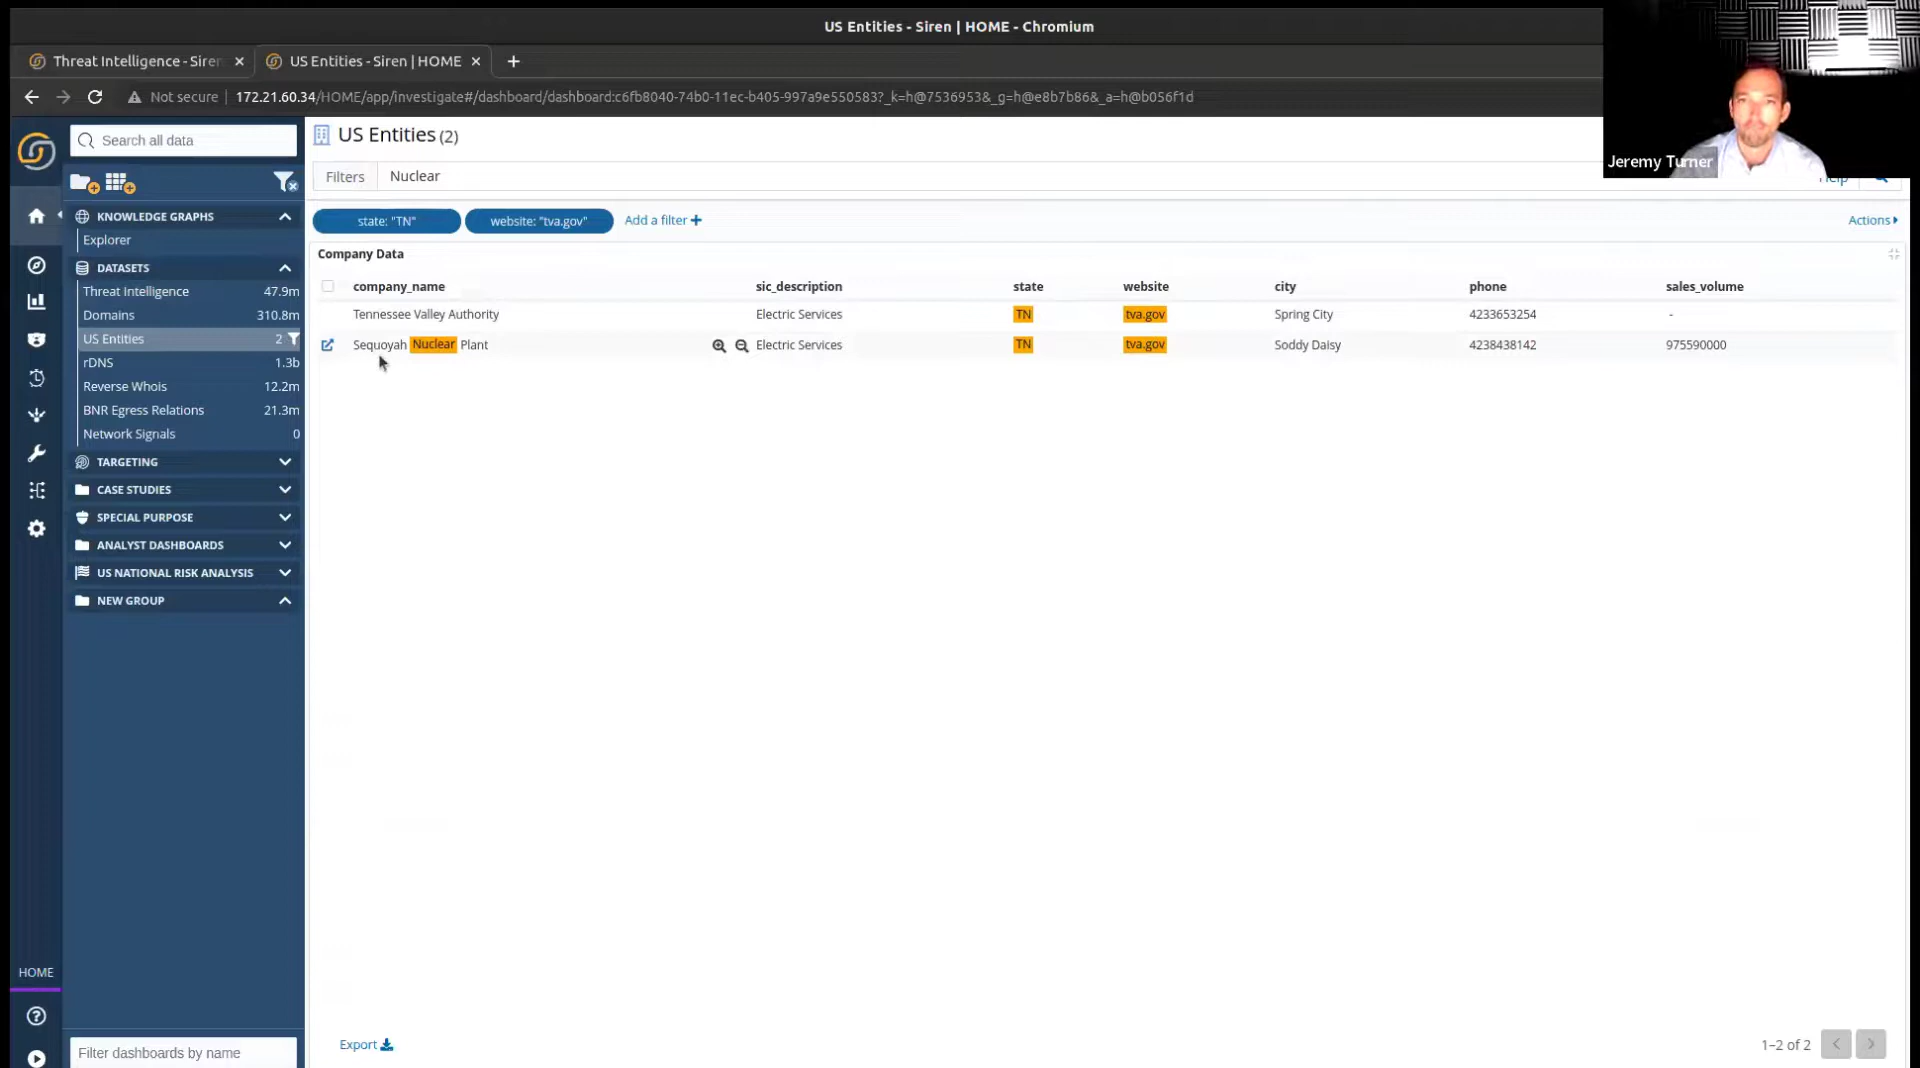 US Entities - Siren | HOME - Chromium
Threat Intelligence - Siren × US Entities - Siren | HOME × +
Not secure | 172.21.60.34/HOME/app/investigate#/dashboard/dashboard:c6fb8040-74b0-11ec-b405-997a9e550583?_k=h@7536953&_g=h@e8b7b86&_a=h@b056f1d
Jeremy Turner
Search all data
US Entities (2)
Filters Nuclear
Help
state: "TN" website: "tva.gov" Add a filter + Actions
KNOWLEDGE GRAPHS
Explorer
DATASETS
Threat Intelligence 47.9m
Domains 310.8m
US Entities 2
rDNS 1.3b
Reverse Whois 12.2m
BNR Egress Relations 21.3m
Network Signals 0
TARGETING
CASE STUDIES
SPECIAL PURPOSE
ANALYST DASHBOARDS
US NATIONAL RISK ANALYSIS
NEW GROUP
HOME
Filter dashboards by name
Company Data
company_name sic_description state website city phone sales_volume
Tennessee Valley Authority Electric Services TN tva.gov Spring City 4233653254 -
Sequoyah Nuclear Plant Electric Services TN tva.gov Soddy Daisy 4238438142 975590000
Export 1–2 of 2